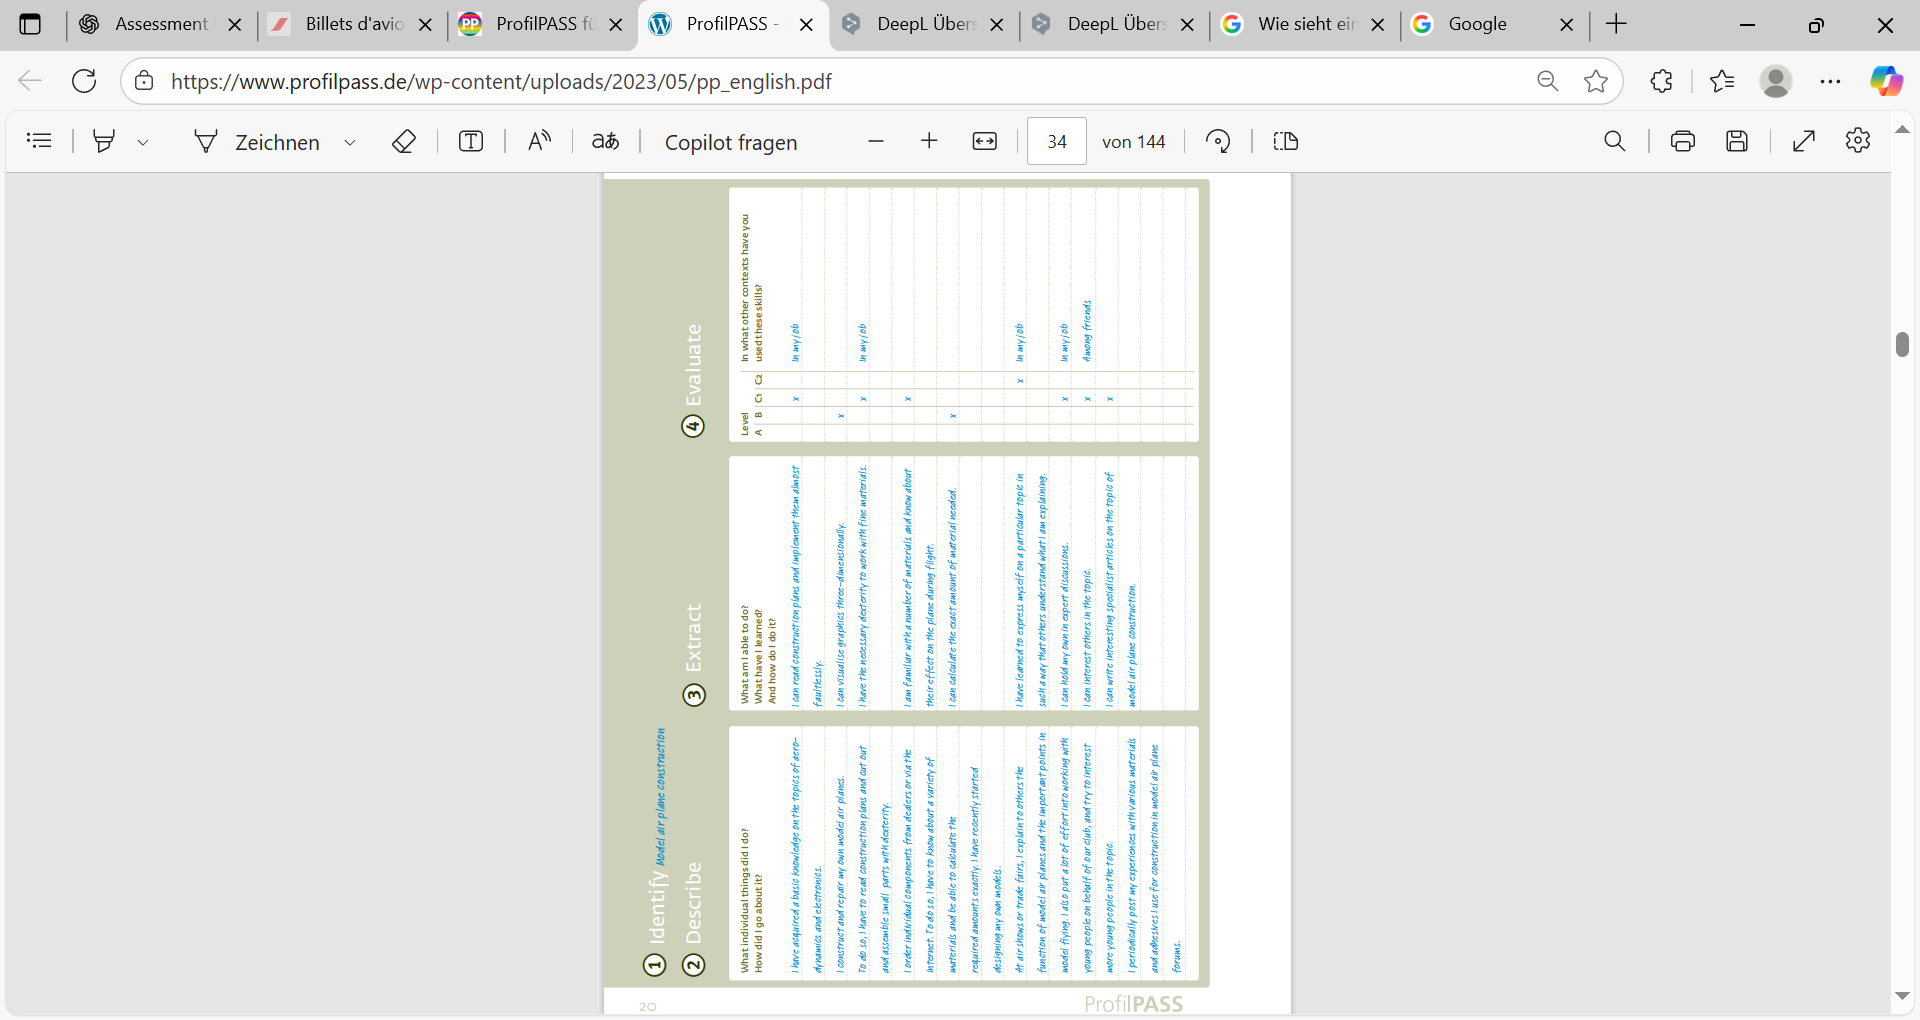 Assessment
Billets d'avio
ProfilPASS fü
ProfilPASS -
DeepL Übers
DeepL Übers
Wie sieht ein
Google
https://www.profilpass.de/wp-content/uploads/2023/05/pp_english.pdf
Zeichnen
aあ
Copilot fragen
34
von 144
1 Identify Model air plane construction
2 Describe
What individual things did I do?
How did I go about it?
I have acquired a basic knowledge on the topics of aero-
dynamics and electronics.
I construct and repair my own model air planes.
To do so, I have to read construction plans and cut out
and assemble small parts with dexterity.
I order individual components from dealers or via the
Internet. To do so, I have to know about a variety of
materials and be able to calculate the
required amounts exactly. I have recently started
designing my own models.
At air shows or trade fairs, I explain to others the
function of model air planes and the important points in
model flying. I also put a lot of effort into working with
young people on behalf of our club, and try to interest
more young people in the topic.
I periodically post my experiences with various materials
and adhesives I use for construction in model air plane
forums.
3 Extract
What am I able to do?
What have I learned?
And how do I do it?
I can read construction plans and implement them almost
faultlessly.
I can visualise graphics three-dimensionally.
I have the necessary dexterity to work with fine materials.
I am familiar with a number of materials and know about
their effect on the plane during flight.
I can calculate the exact amount of material needed.
I have learned to express myself on a particular topic in
such a way that others understand what I am explaining.
I can hold my own in expert discussions.
I can interest others in the topic.
I can write interesting specialist articles on the topic of
model air plane construction.
4 Evaluate
Level
A B C1 C2
In what other contexts have you
used these skills?
x In my job
x
x In my job
x
x
x In my job
x In my job
x Among friends
x
20
ProfilPASS